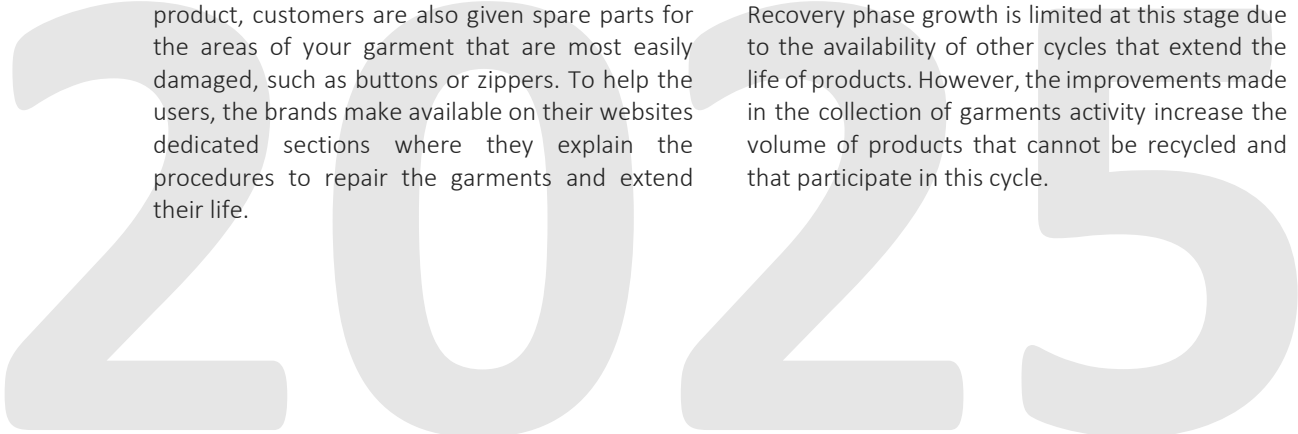 product, customers are also given spare parts for
the areas of your garment that are most easily
damaged, such as buttons or zippers. To help the
users, the brands make available on their websites
dedicated sections where they explain the
procedures to repair the garments and extend
their life.
Recovery phase growth is limited at this stage due
to the availability of other cycles that extend the
life of products. However, the improvements made
in the collection of garments activity increase the
volume of products that cannot be recycled and
that participate in this cycle.
2025